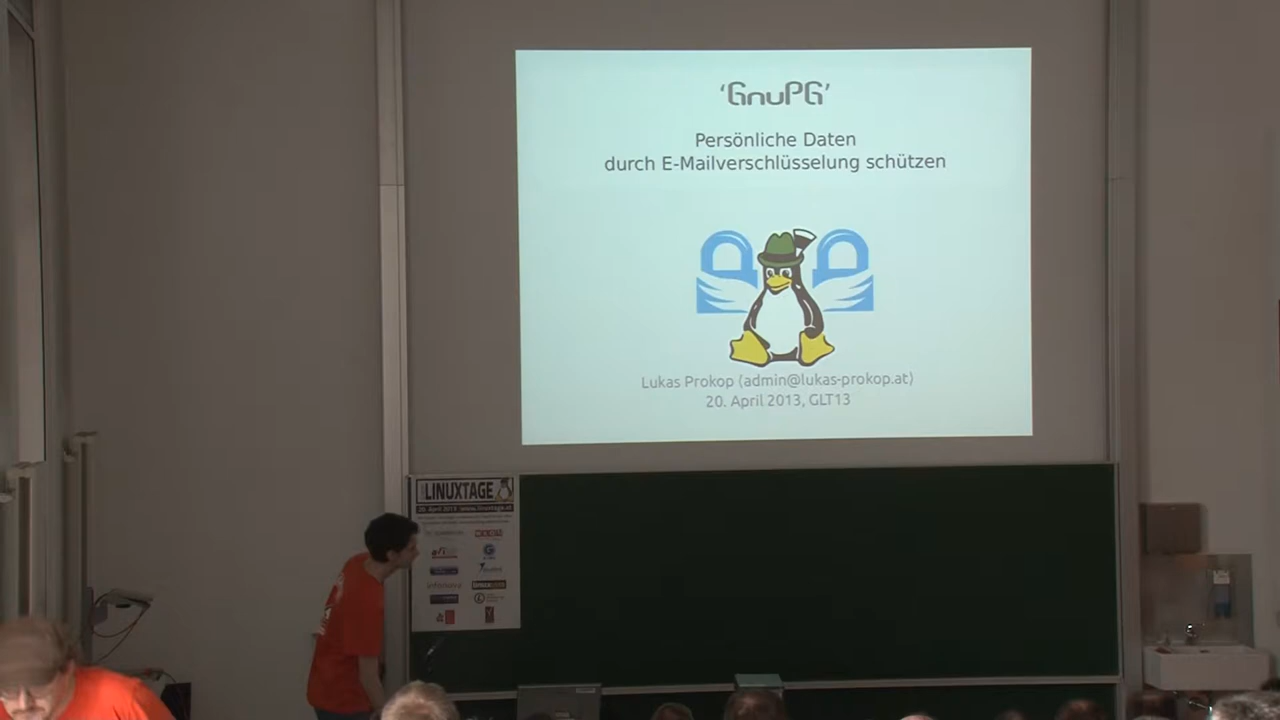 'GnuPG'
Persönliche Daten
durch E-Mailverschlüsselung schützen
Lukas Prokop (admin@lukas-prokop.at)
20. April 2013, GLT13
LINUXTAGE